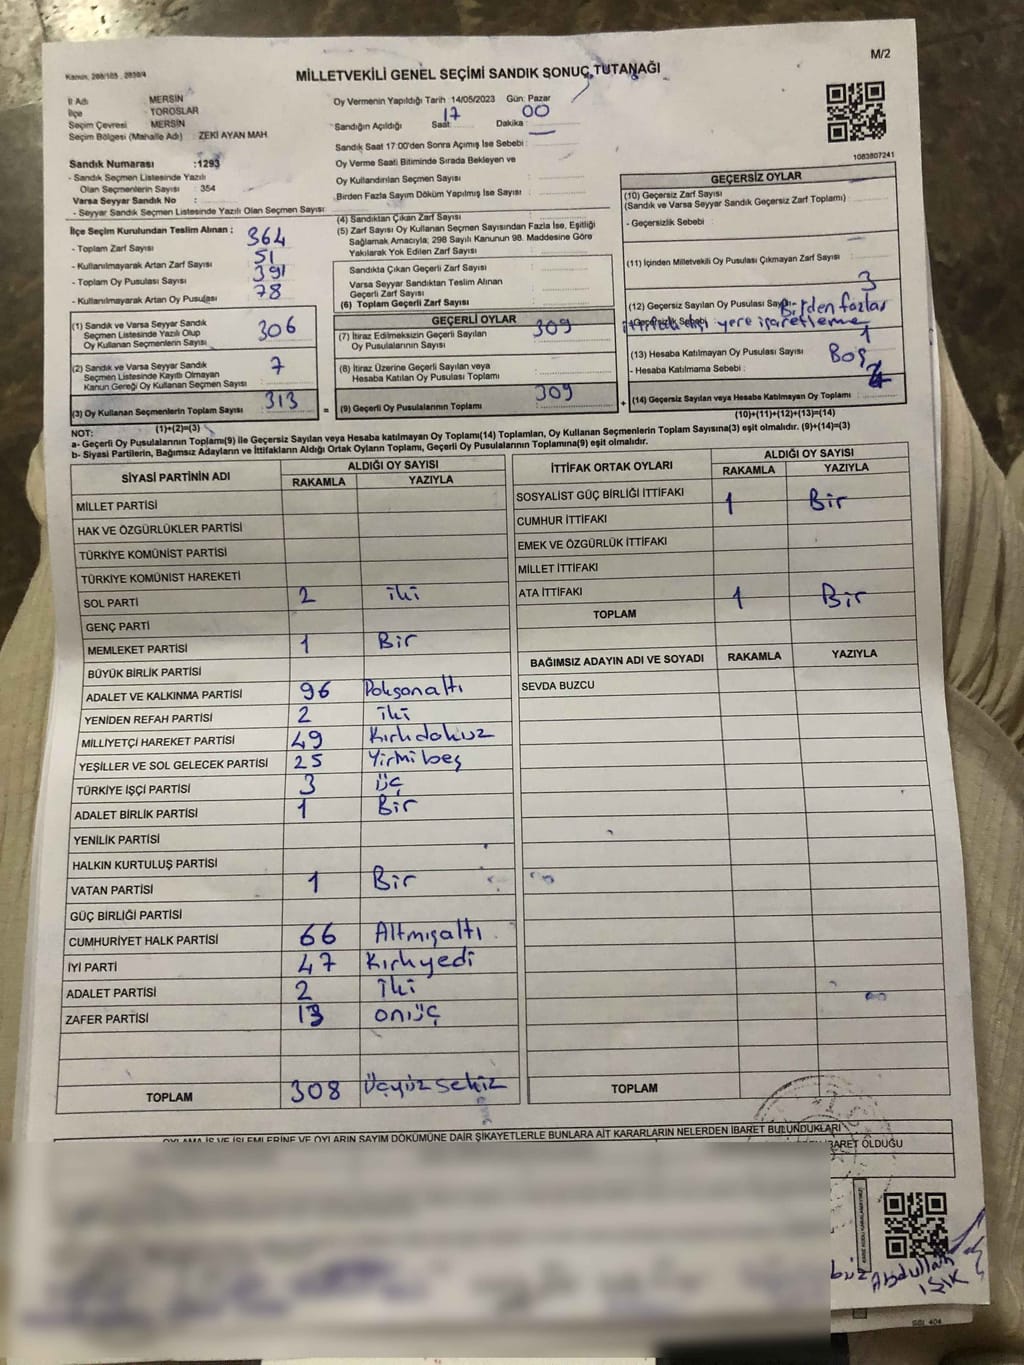 M/2
Kanun, 298/105 , 2839/4
MİLLETVEKİLİ GENEL SEÇİMİ SANDIK SONUÇ TUTANAĞI
İl Adı : MERSİN
İlçe : TOROSLAR
Seçim Çevresi : MERSİN
Seçim Bölgesi (Mahalle Adı) : ZEKİ AYAN MAH.
Sandık Numarası :1293
- Sandık Seçmen Listesinde Yazılı
Olan Seçmenlerin Sayısı : 354
Varsa Seyyar Sandık No :
- Seyyar Sandık Seçmen Listesinde Yazılı Olan Seçmen Sayısı:
Oy Vermenin Yapıldığı Tarih :14/05/2023 Gün: Pazar
Sandığın Açıldığı Saat: 17 Dakika: 00
Sandık Saat 17:00'den Sonra Açımış İse Sebebi :
Oy Verme Saati Bitiminde Sırada Bekleyen ve
Oy Kullandırılan Seçmen Sayısı :
Birden Fazla Sayım Döküm Yapılmış İse Sayısı :
1083807241
İlçe Seçim Kurulundan Teslim Alınan ;
- Toplam Zarf Sayısı 364
- Kullanılmayarak Artan Zarf Sayısı 51
- Toplam Oy Pusulası Sayısı 391
- Kullanılmayarak Artan Oy Pusulası 78
(1) Sandık ve Varsa Seyyar Sandık
Seçmen Listesinde Yazılı Olup
Oy Kullanan Seçmenlerin Sayısı 306
(2) Sandık ve Varsa Seyyar Sandık
Seçmen Listesinde Kayıtlı Olmayan
Kanun Gereği Oy Kullanan Seçmen Sayısı 7
(3) Oy Kullanan Seçmenlerin Toplam Sayısı 313
(1)+(2)=(3)
=
(4) Sandıktan Çıkan Zarf Sayısı
(5) Zarf Sayısı Oy Kullanan Seçmen Sayısından Fazla İse, Eşitliği
Sağlamak Amacıyla; 298 Sayılı Kanunun 98. Maddesine Göre
Yakılarak Yok Edilen Zarf Sayısı :
Sandıkta Çıkan Geçerli Zarf Sayısı
Varsa Seyyar Sandıktan Teslim Alınan
Geçerli Zarf Sayısı
(6) Toplam Geçerli Zarf Sayısı
GEÇERLİ OYLAR
(7) İtiraz Edilmeksizin Geçerli Sayılan
Oy Pusulalarının Sayısı 309
(8) İtiraz Üzerine Geçerli Sayılan veya
Hesaba Katılan Oy Pusulası Toplamı
(9) Geçerli Oy Pusulalarının Toplamı 309
+
GEÇERSİZ OYLAR
(10) Geçersiz Zarf Sayısı
(Sandık ve Varsa Seyyar Sandık Geçersiz Zarf Toplamı)
- Geçersizlik Sebebi :
(11) İçinden Milletvekili Oy Pusulası Çıkmayan Zarf Sayısı
(12) Geçersiz Sayılan Oy Pusulası 3
Birden fazla
yere işaretleme
(13) Hesaba Katılmayan Oy Pusulası Sayısı 1
- Hesaba Katılmama Sebebi : Boş
(14) Geçersiz Sayılan veya Hesaba Katılmayan Oy Toplamı : 4
(10)+(11)+(12)+(13)=(14)
NOT:
a- Geçerli Oy Pusulalarının Toplamı(9) ile Geçersiz Sayılan veya Hesaba katılmayan Oy Toplamı(14) Toplamları, Oy Kullanan Seçmenlerin Toplam Sayısına(3) eşit olmalıdır. (9)+(14)=(3)
b- Siyasi Partilerin, Bağımsız Adayların ve İttifakların Aldığı Ortak Oyların Toplamı, Geçerli Oy Pusulalarının Toplamına(9) eşit olmalıdır.
SİYASİ PARTİNİN ADI
ALDIĞI OY SAYISI
RAKAMLA YAZIYLA
MİLLET PARTİSİ
HAK VE ÖZGÜRLÜKLER PARTİSİ
TÜRKİYE KOMÜNİST PARTİSİ
TÜRKİYE KOMÜNİST HAREKETİ
SOL PARTİ 2 iki
GENÇ PARTİ
MEMLEKET PARTİSİ 1 Bir
BÜYÜK BİRLİK PARTİSİ
ADALET VE KALKINMA PARTİSİ 96 Doksanaltı
YENİDEN REFAH PARTİSİ 2 iki
MİLLİYETÇİ HAREKET PARTİSİ 49 Kırkdokuz
YEŞİLLER VE SOL GELECEK PARTİSİ 25 Yirmibeş
TÜRKİYE İŞÇİ PARTİSİ 3 üç
ADALET BİRLİK PARTİSİ 1 Bir
YENİLİK PARTİSİ
HALKIN KURTULUŞ PARTİSİ
VATAN PARTİSİ 1 Bir
GÜÇ BİRLİĞİ PARTİSİ
CUMHURİYET HALK PARTİSİ 66 Altmışaltı
İYİ PARTİ 47 Kırkyedi
ADALET PARTİSİ 2 iki
ZAFER PARTİSİ 13 onüç
TOPLAM 308 Üçyüz sekiz
İTTİFAK ORTAK OYLARI
ALDIĞI OY SAYISI
RAKAMLA YAZIYLA
SOSYALİST GÜÇ BİRLİĞİ İTTİFAKI
CUMHUR İTTİFAKI 1 Bir
EMEK VE ÖZGÜRLÜK İTTİFAKI
MİLLET İTTİFAKI
ATA İTTİFAKI
TOPLAM 1 Bir
BAĞIMSIZ ADAYIN ADI VE SOYADI RAKAMLA YAZIYLA
SEVDA BUZCU
TOPLAM
OYLAMA İŞ VE İŞLEMLERİNE VE OYLARIN SAYIM DÖKÜMÜNE DAİR ŞİKAYETLERLE BUNLARA AİT KARARLARIN NELERDEN İBARET BULUNDUKLARI
İBARET OLDUĞU
Abdullah
IŞIK